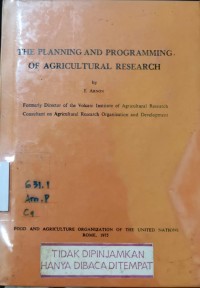 THE PLANNING AND PROGRAMMING
OF AGRICULTURAL RESEARCH
by
I. Arnon
Formerly Director of the Volcani Institute of Agricultural Research
Consultant on Agricultural Research Organization and Development
631.1
C1
FOOD AND AGRICULTURE ORGANIZATION OF THE UNITED NATIONS
ROME, 1975
TIDAK DIPINJAMKAN
HANYA DIBACA DITEMPAT